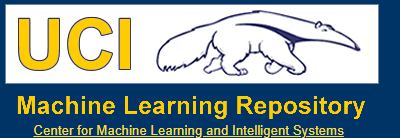 UCI
Machine Learning Repository
Center for Machine Learning and Intelligent Systems